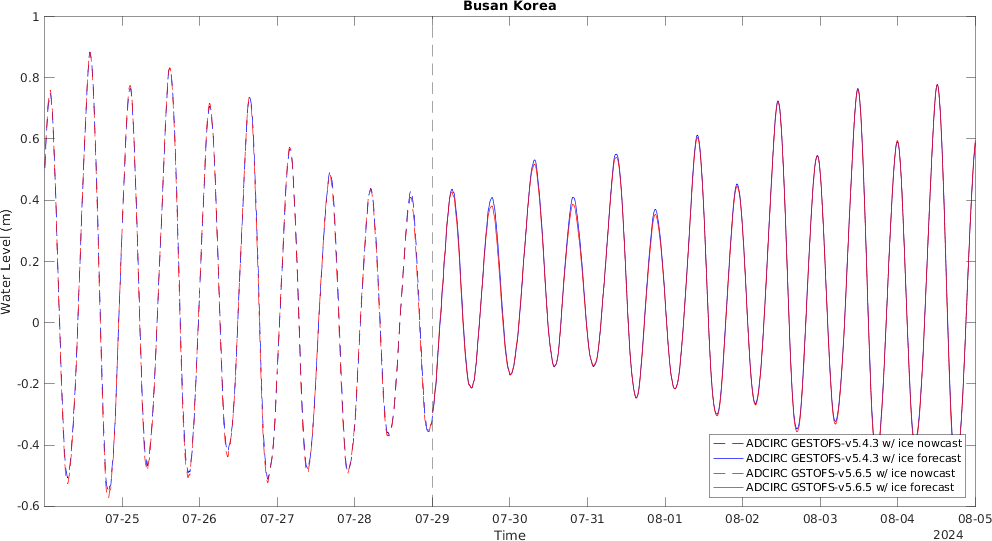 Busan Korea
Water Level (m)
1
0.8
0.6
0.4
0.2
0
-0.2
-0.4
-0.6
ADCIRC GESTOFS-v5.4.3 w/ ice nowcast
ADCIRC GESTOFS-v5.4.3 w/ ice forecast
ADCIRC GSTOFS-v5.6.5 w/ ice nowcast
ADCIRC GSTOFS-v5.6.5 w/ ice forecast
07-25 07-26 07-27 07-28 07-29 07-30 07-31 08-01 08-02 08-03 08-04 08-05
Time
2024